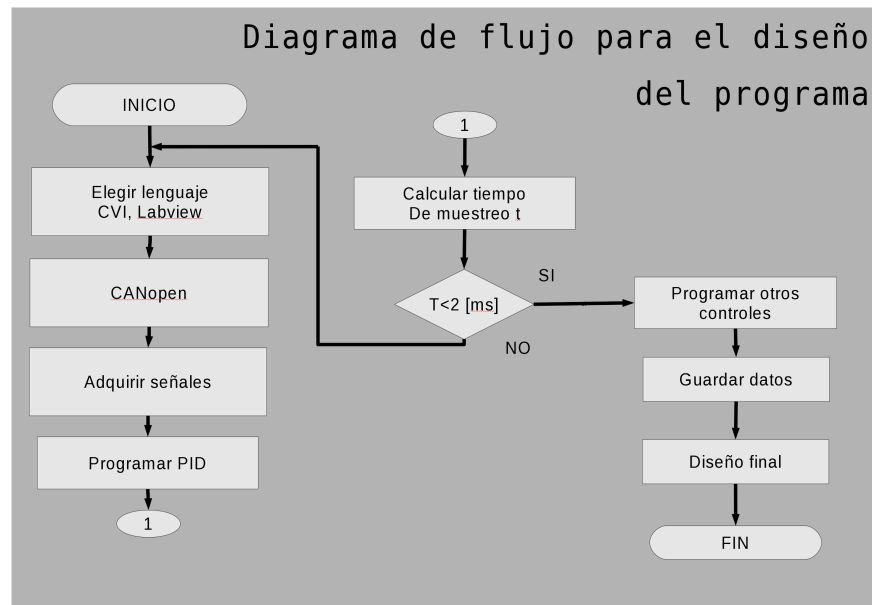 Diagrama de flujo para el diseño
del programa
INICIO
Elegir lenguaje
CVI, Labview
CANopen
Adquirir señales
Programar PID
1
1
Calcular tiempo
De muestreo t
T<2 [ms]
SI
NO
Programar otros
controles
Guardar datos
Diseño final
FIN